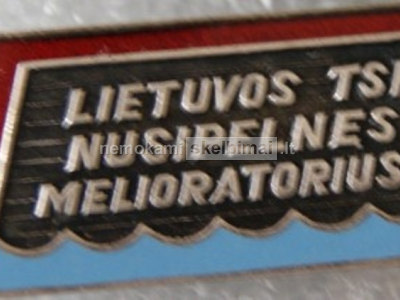 LIETUVOS TSR
NUSIPELNĘS
MELIORATORIUS
nemokami skelbimai.lt